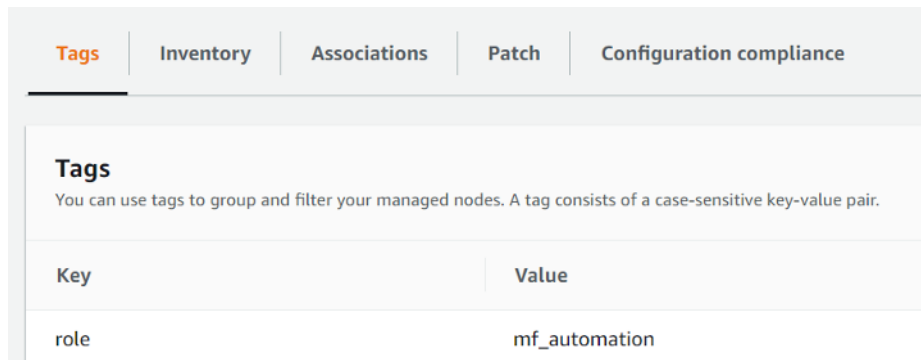 Tags Inventory Associations Patch Configuration compliance
Tags
You can use tags to group and filter your managed nodes. A tag consists of a case-sensitive key-value pair.
Key Value
role mf_automation